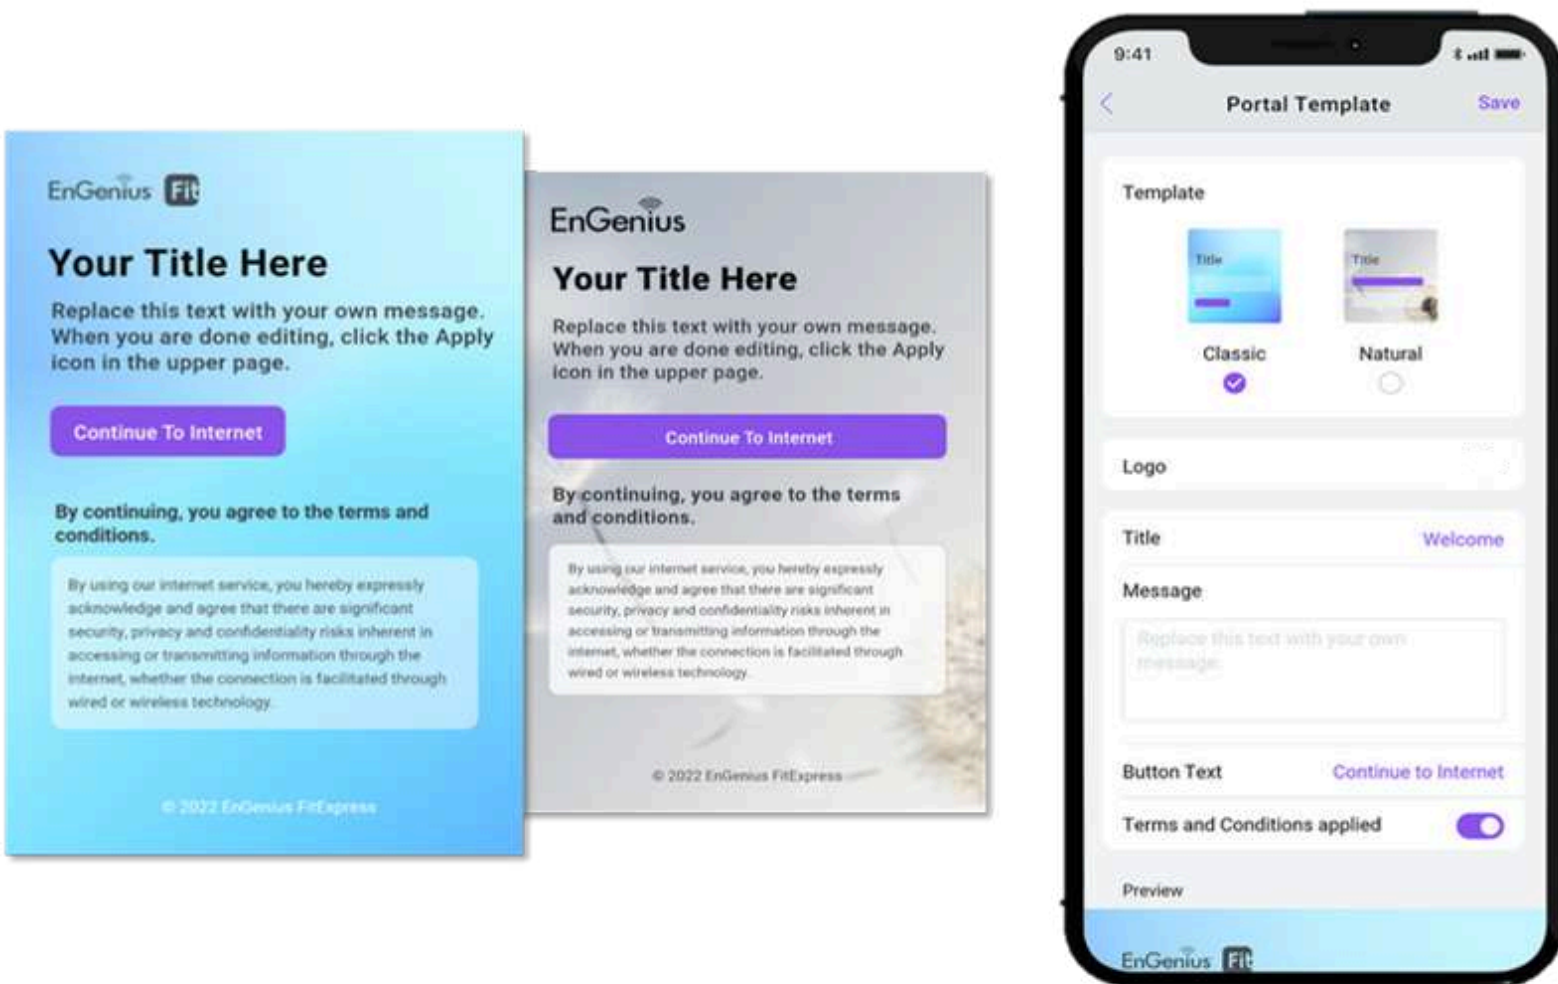 EnGenius Fit
Your Title Here
Replace this text with your own message.
When you are done editing, click the Apply
icon in the upper page.
Continue To Internet
By continuing, you agree to the terms and
conditions.
By using our internet service, you hereby expressly
acknowledge and agree that there are significant
security, privacy and confidentiality risks inherent in
accessing or transmitting information through the
internet, whether the connection is facilitated through
wired or wireless technology.
© 2022 EnGenius FitExpress
EnGenius
Your Title Here
Replace this text with your own message.
When you are done editing, click the Apply
icon in the upper page.
Continue To Internet
By continuing, you agree to the terms
and conditions.
By using our internet service, you hereby expressly
acknowledge and agree that there are significant
security, privacy and confidentiality risks inherent in
accessing or transmitting information through the
internet, whether the connection is facilitated through
wired or wireless technology.
© 2022 EnGenius FitExpress
9:41
Portal Template Save
Template
Title Title
Classic Natural
Logo
Title Welcome
Message
Replace this text with your own
message.
Button Text Continue to Internet
Terms and Conditions applied
Preview
EnGenius Fit